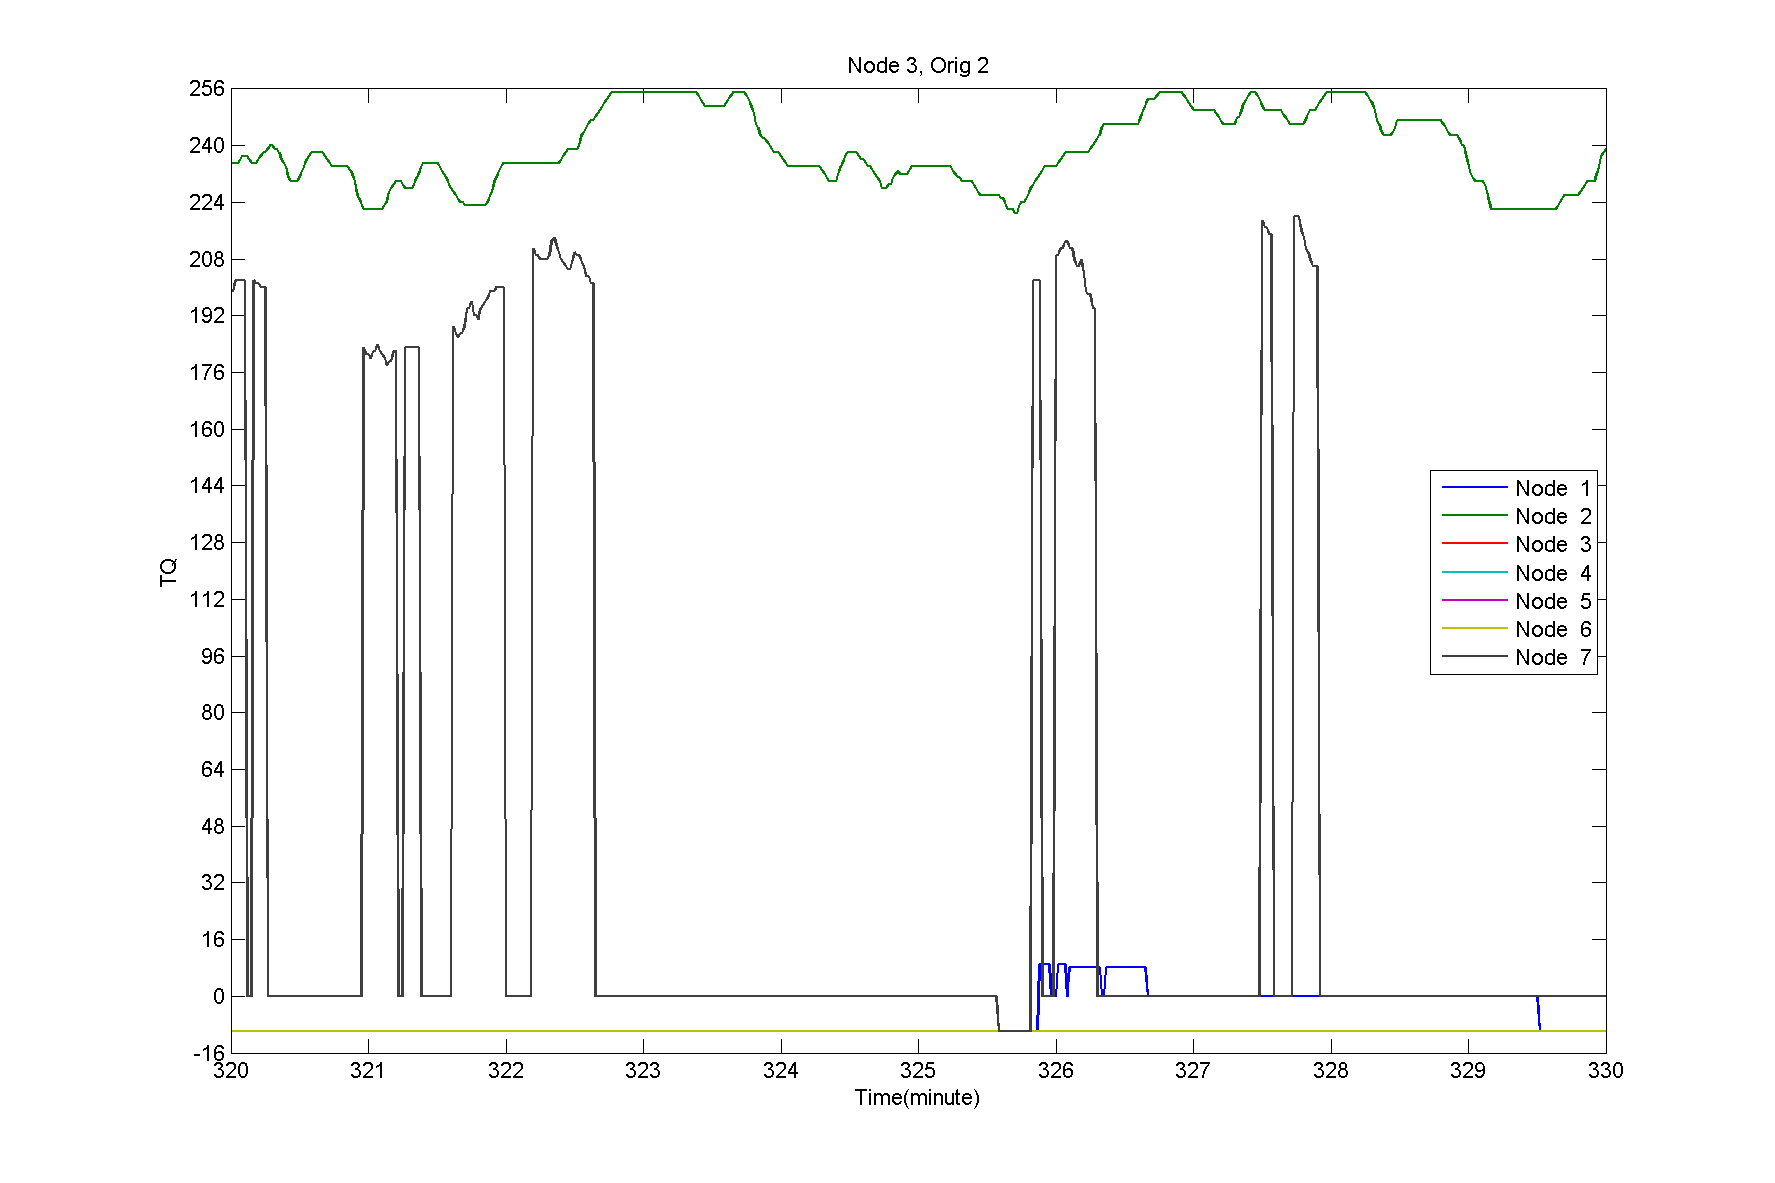 Node 3, Orig 2
256
240
224
208
192
176
160
144
128
112
96
80
64
48
32
16
0
-16
TQ
Node 1
Node 2
Node 3
Node 4
Node 5
Node 6
Node 7
320 321 322 323 324 325 326 327 328 329 330
Time(minute)